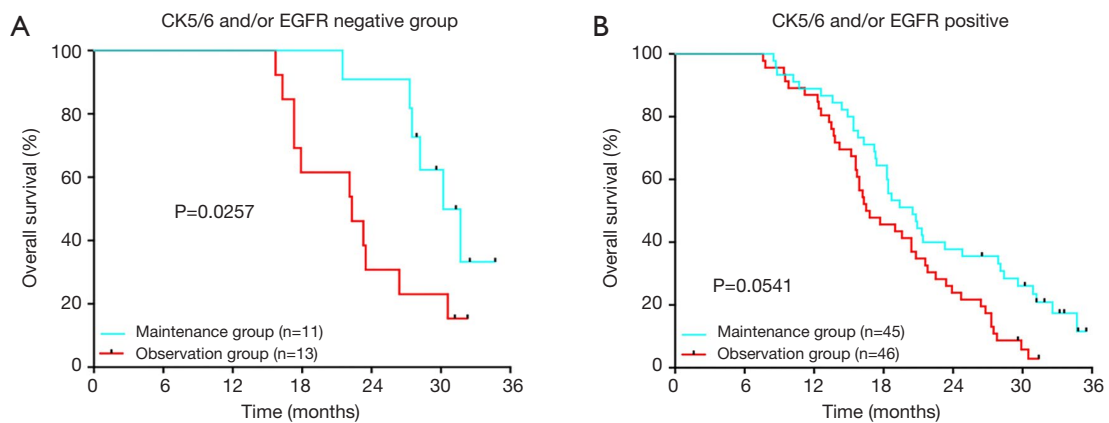 A
CK5/6 and/or EGFR negative group
Overall survival (%)
100
80
60
40
20
0
P=0.0257
Maintenance group (n=11)
Observation group (n=13)
0 6 12 18 24 30 36
Time (months)
B
CK5/6 and/or EGFR positive
Overall survival (%)
100
80
60
40
20
0
P=0.0541
Maintenance group (n=45)
Observation group (n=46)
0 6 12 18 24 30 36
Time (months)